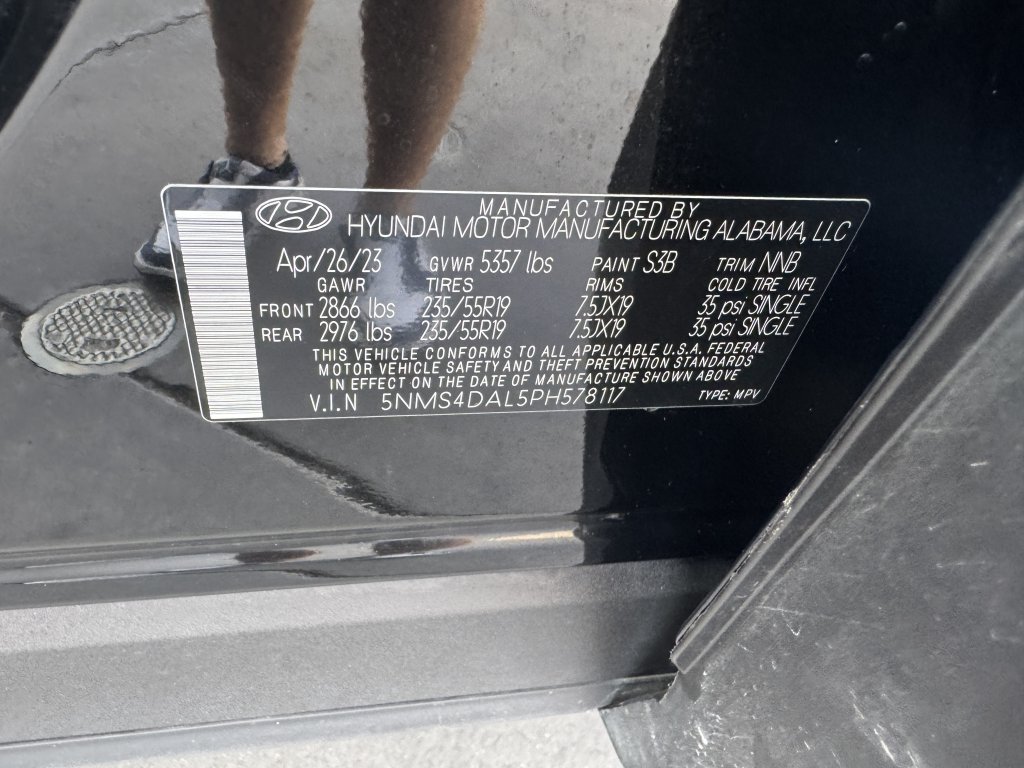 MANUFACTURED BY
HYUNDAI MOTOR MANUFACTURING ALABAMA, LLC
Apr/26/23 GVWR 5357 lbs PAINT S3B TRIM NNB
GAWR TIRES RIMS COLD TIRE INFL
FRONT 2866 lbs 235/55R19 7.5JX19 35 psi SINGLE
REAR 2976 lbs 235/55R19 7.5JX19 35 psi SINGLE
THIS VEHICLE CONFORMS TO ALL APPLICABLE U.S.A. FEDERAL
MOTOR VEHICLE SAFETY AND THEFT PREVENTION STANDARDS
IN EFFECT ON THE DATE OF MANUFACTURE SHOWN ABOVE
V.I.N 5NMS4DAL5PH578117 TYPE: MPV